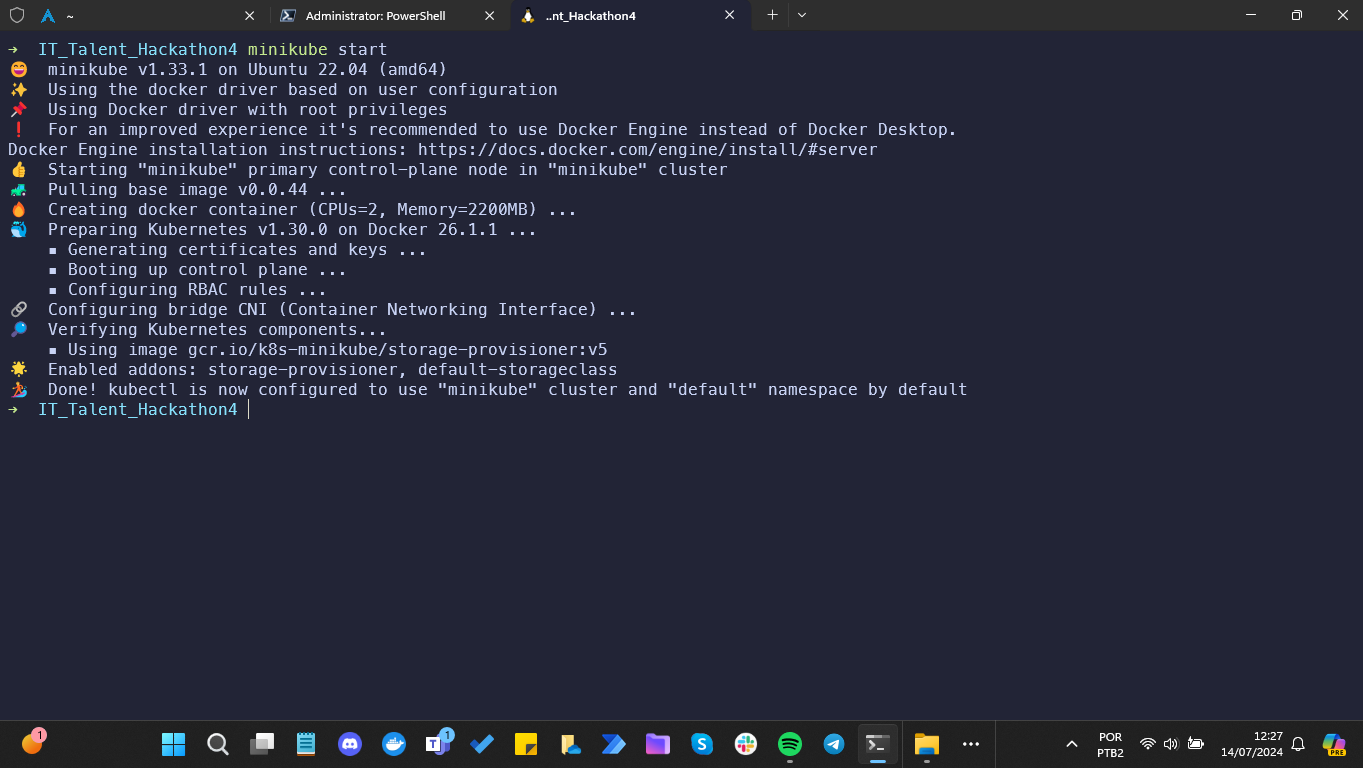 ~
Administrator: PowerShell
..nt_Hackathon4
→ IT_Talent_Hackathon4 minikube start
😄 minikube v1.33.1 on Ubuntu 22.04 (amd64)
✨ Using the docker driver based on user configuration
📌 Using Docker driver with root privileges
❗ For an improved experience it's recommended to use Docker Engine instead of Docker Desktop.
Docker Engine installation instructions: https://docs.docker.com/engine/install/#server
👍 Starting "minikube" primary control-plane node in "minikube" cluster
🚜 Pulling base image v0.0.44 ...
🔥 Creating docker container (CPUs=2, Memory=2200MB) ...
🐳 Preparing Kubernetes v1.30.0 on Docker 26.1.1 ...
▪ Generating certificates and keys ...
▪ Booting up control plane ...
▪ Configuring RBAC rules ...
🔗 Configuring bridge CNI (Container Networking Interface) ...
🔎 Verifying Kubernetes components...
▪ Using image gcr.io/k8s-minikube/storage-provisioner:v5
🌟 Enabled addons: storage-provisioner, default-storageclass
🏄 Done! kubectl is now configured to use "minikube" cluster and "default" namespace by default
→ IT_Talent_Hackathon4
1
1
T
S
POR
PTB2
12:27
14/07/2024
PRE